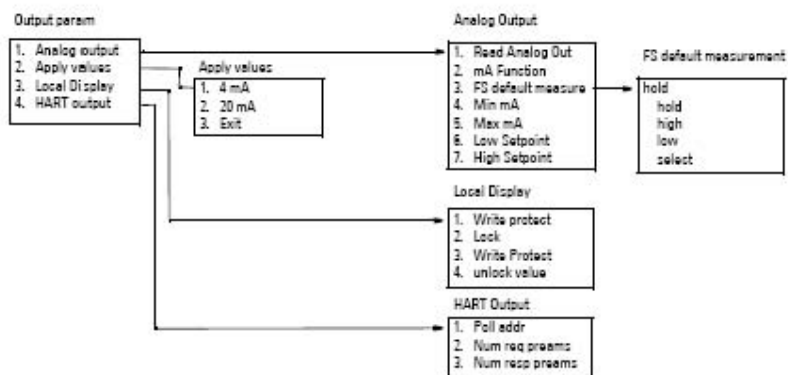 Output param
1. Analog output
2. Apply values
3. Local Display
4. HART output
Apply values
1. 4 mA
2. 20 mA
3. Exit
Analog Output
1. Read Analog Out
2. mA Function
3. FS default measure
4. Min mA
5. Max mA
6. Low Setpoint
7. High Setpoint
FS default measurement
hold
hold
high
low
select
Local Display
1. Write protect
2. Lock
3. Write Protect
4. unlock value
HART Output
1. Poll addr
2. Num req preams
3. Num resp preams